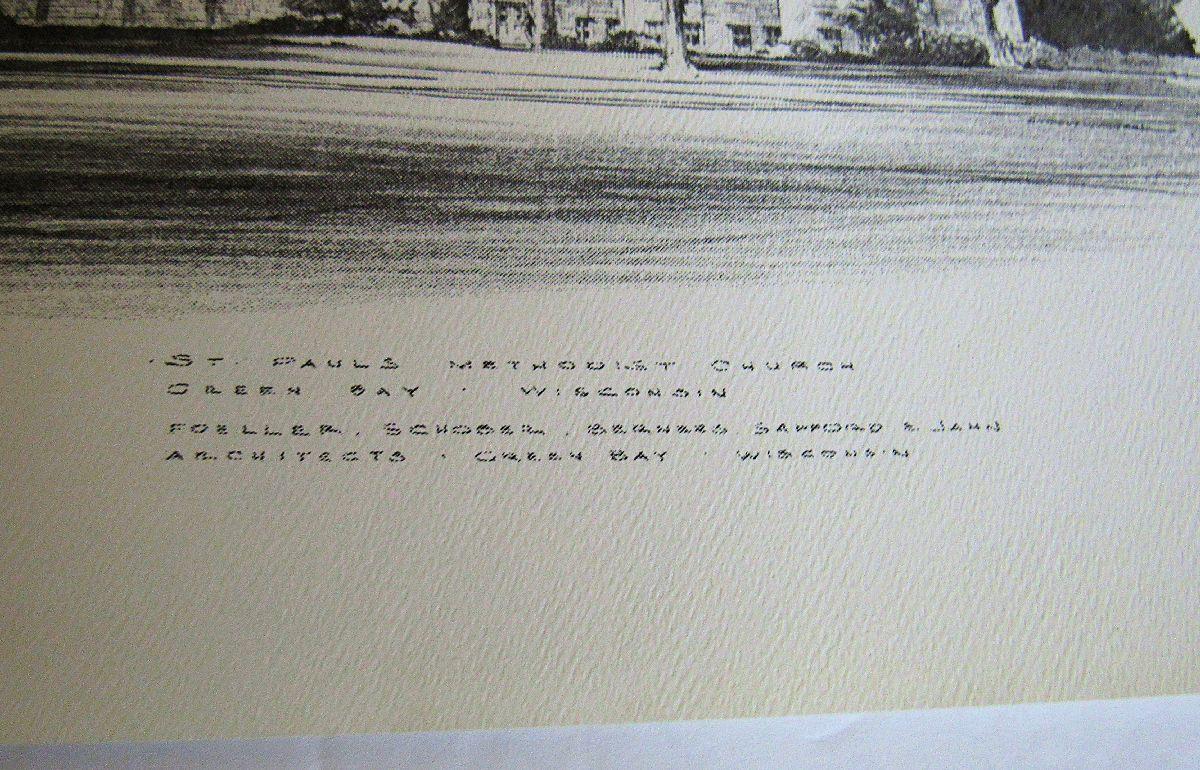 St. Pauls Methodist Church
Green Bay · Wisconsin
Foeller, Schober, Berners, Safford & Jahn
Architects · Green Bay · Wisconsin